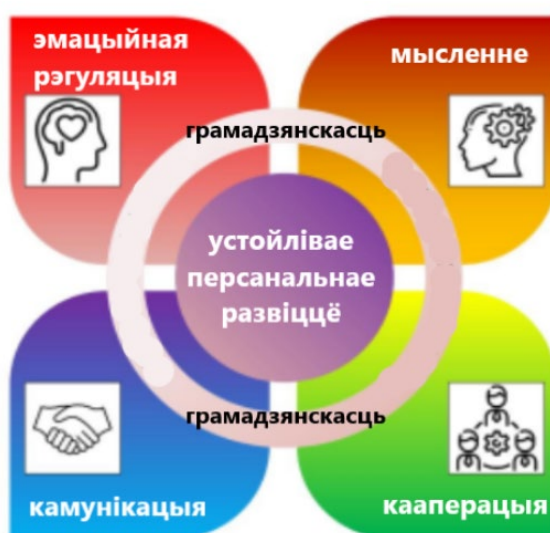 эмацыйная
рэгуляцыя
мысленне
грамадзянскасць
устойлівае
персанальнае
развіццё
грамадзянскасць
камунікацыя
кааперацыя